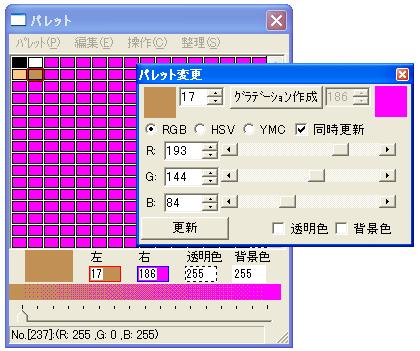 パレット
パレット(P) 編集(E) 操作(C) 整理(S)
パレット変更
17 グラデーション作成 186
RGB HSV YMC 同時更新
R: 193
G: 144
B: 84
更新 透明色 背景色
左 右 透明色 背景色
17 186 255 255
No.[237]:(R: 255 ,G: 0 ,B: 255)